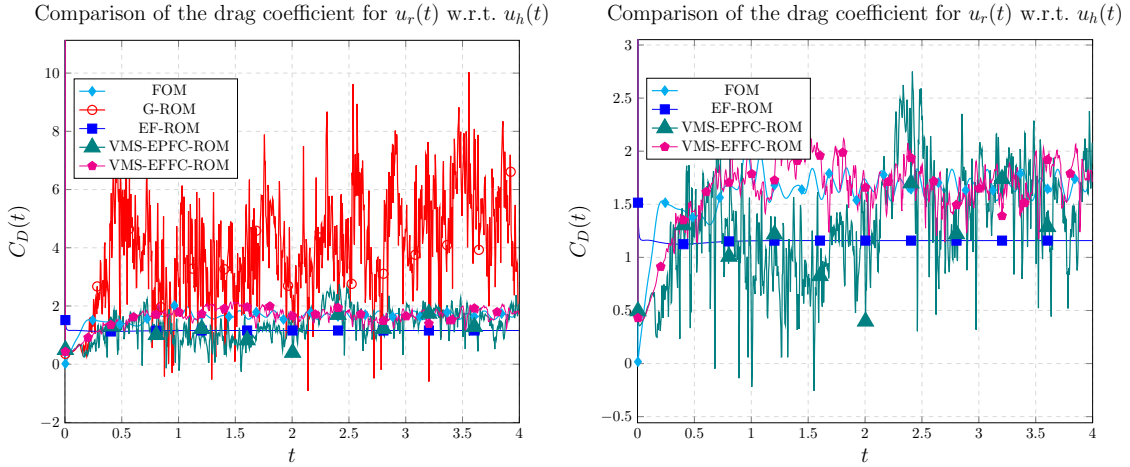 Comparison of the drag coefficient for u_r(t) w.r.t. u_h(t)
10
8
6
4
2
0
−2
0
0.5
1
1.5
2
2.5
3
3.5
4
C_D(t)
t
FOM
G-ROM
EF-ROM
VMS-EPFC-ROM
VMS-EFFC-ROM
Comparison of the drag coefficient for u_r(t) w.r.t. u_h(t)
3
2.5
2
1.5
1
0.5
0
−0.5
0
0.5
1
1.5
2
2.5
3
3.5
4
C_D(t)
t
FOM
EF-ROM
VMS-EPFC-ROM
VMS-EFFC-ROM